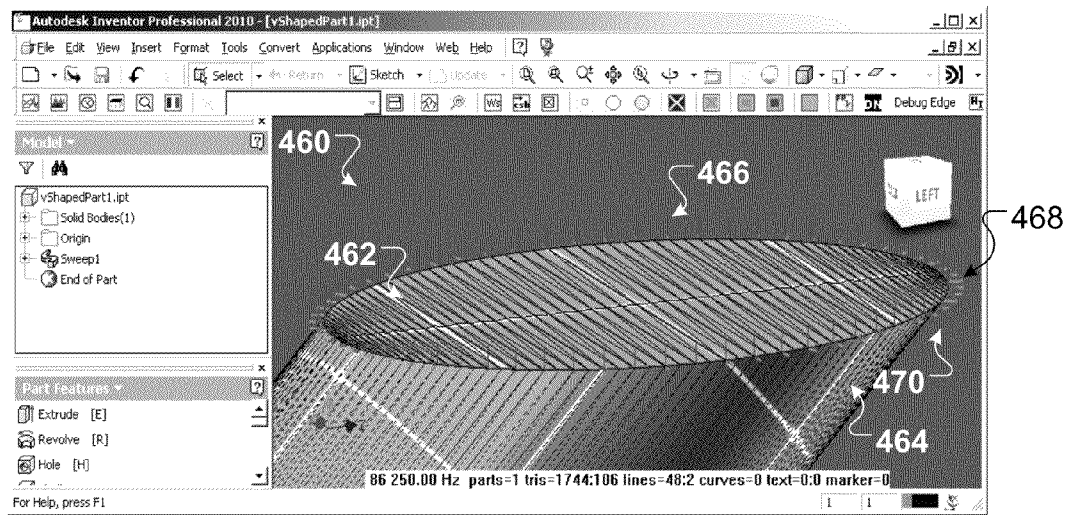 Autodesk Inventor Professional 2010 - [vShapedPart1.ipt]
File Edit View Insert Format Tools Convert Applications Window Web Help
Select Return Sketch Update
Ws csh DN Debug Edge
Model
vShapedPart1.ipt
Solid Bodies(1)
Origin
Sweep1
End of Part
Part Features
Extrude [E]
Revolve [R]
Hole [H]
460
466
468
462
LEFT
470
464
86 250.00 Hz parts=1 tris=1744:106 lines=48:2 curves=0 text=0:0 marker=0
For Help, press F1
1 1